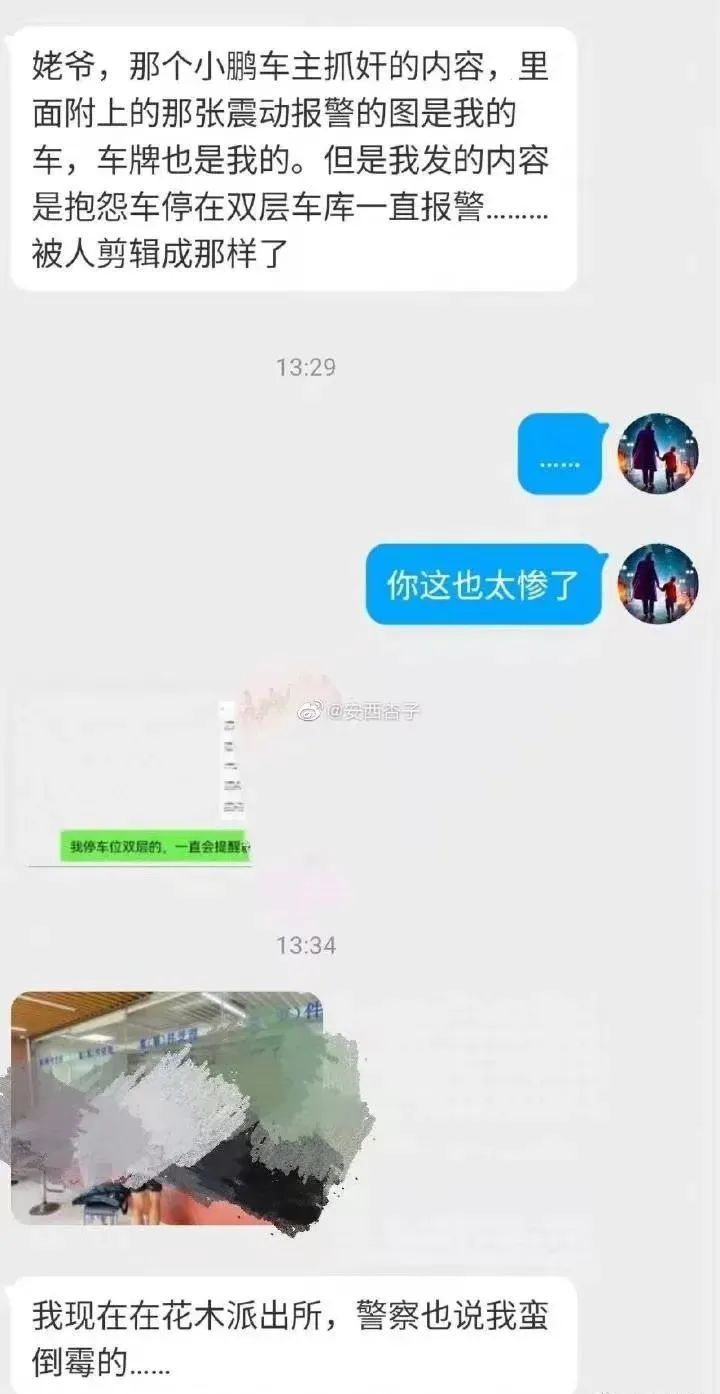 姥爷，那个小鹏车主抓奸的内容，里
面附上的那张震动报警的图是我的
车，车牌也是我的。但是我发的内容
是抱怨车停在双层车库一直报警………
被人剪辑成那样了
13:29
……
你这也太惨了
@安西杏子
我停车位双层的，一直会提醒
13:34
件
我现在在花木派出所，警察也说我蛮
倒霉的……